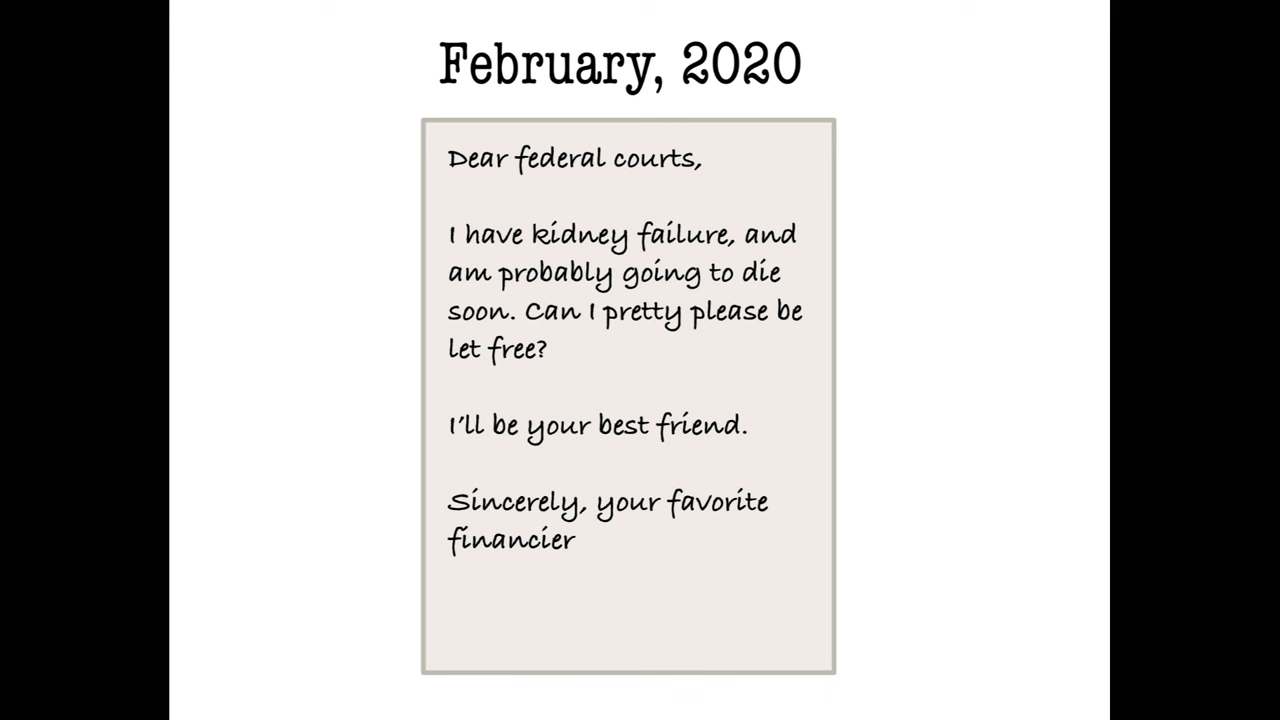 February, 2020
Dear federal courts,
I have kidney failure, and
am probably going to die
soon. Can I pretty please be
let free?
I'll be your best friend.
Sincerely, your favorite
financier